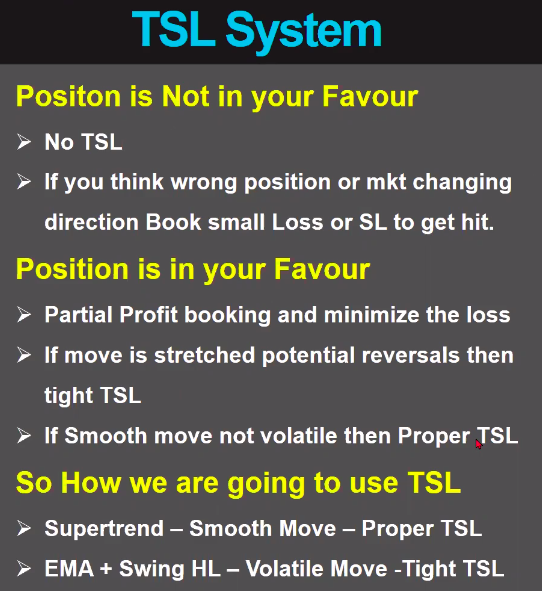 TSL System
Positon is Not in your Favour
➢ No TSL
➢ If you think wrong position or mkt changing
direction Book small Loss or SL to get hit.
Position is in your Favour
➢ Partial Profit booking and minimize the loss
➢ If move is stretched potential reversals then
tight TSL
➢ If Smooth move not volatile then Proper TSL
So How we are going to use TSL
➢ Supertrend – Smooth Move – Proper TSL
➢ EMA + Swing HL – Volatile Move -Tight TSL